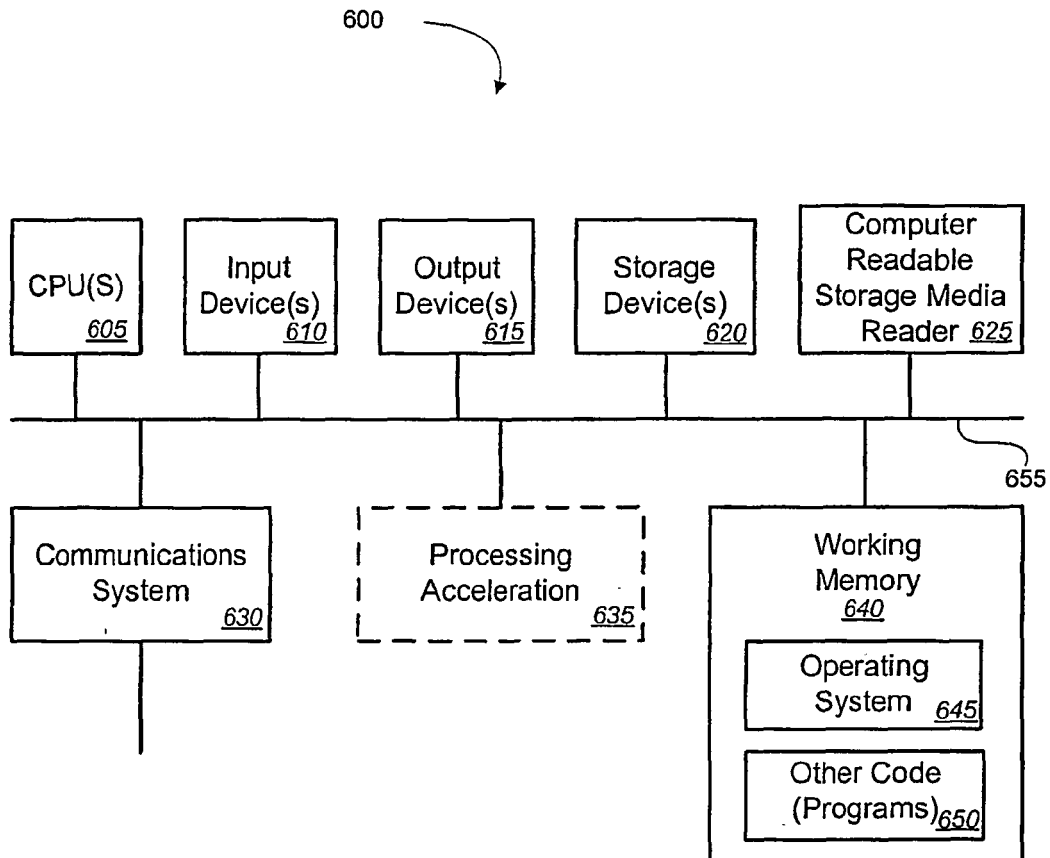 600
CPU(S)
605
Input
Device(s)
610
Output
Device(s)
615
Storage
Device(s)
620
Computer
Readable
Storage Media
Reader 625
655
Communications
System
630
Processing
Acceleration
635
Working
Memory
640
Operating
System
645
Other Code
(Programs) 650